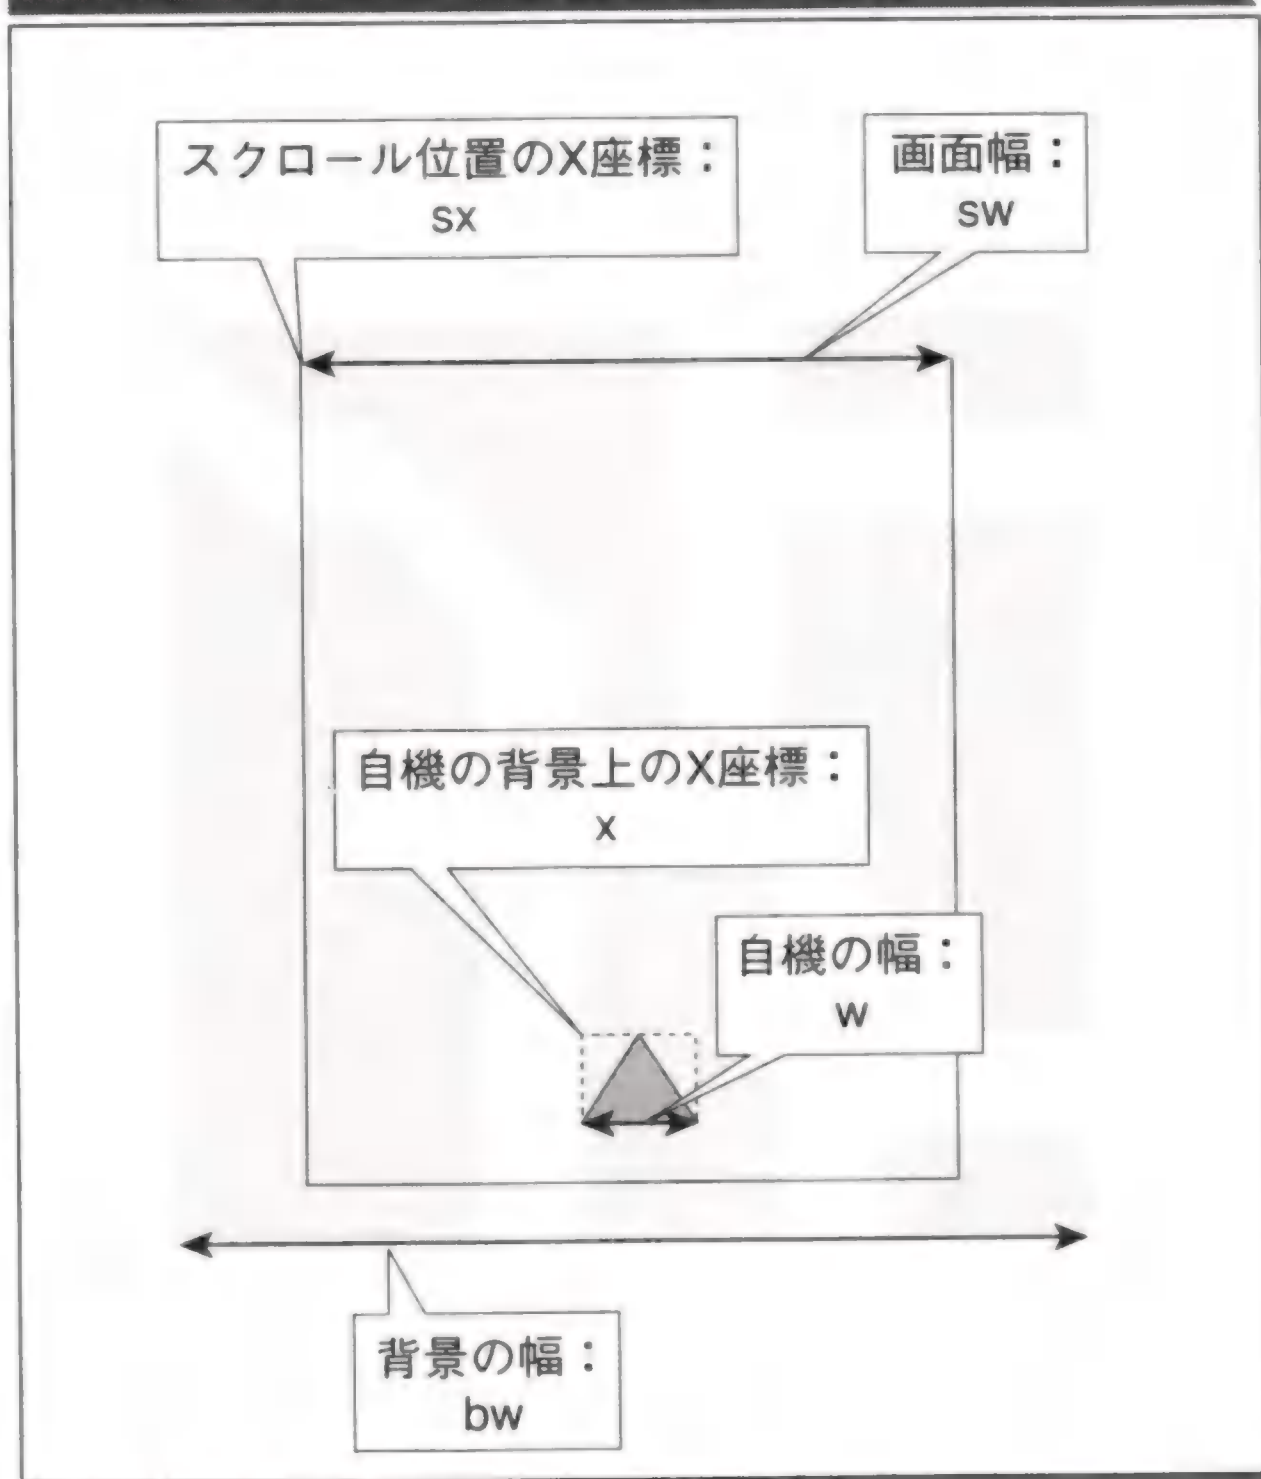 スクロール位置のX座標：
sx
画面幅：
sw
自機の背景上のX座標：
x
自機の幅：
w
背景の幅：
bw